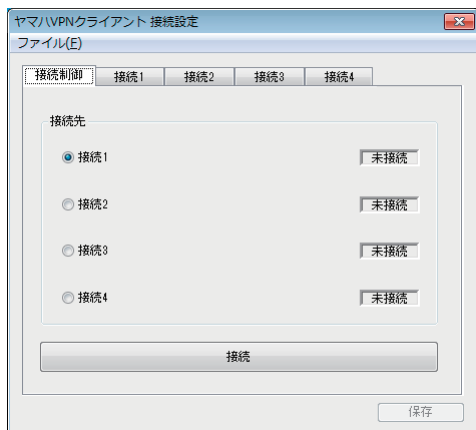 ヤマハVPNクライアント 接続設定
ファイル(F)
接続制御 接続1 接続2 接続3 接続4
接続先
接続1 未接続
接続2 未接続
接続3 未接続
接続4 未接続
接続
保存